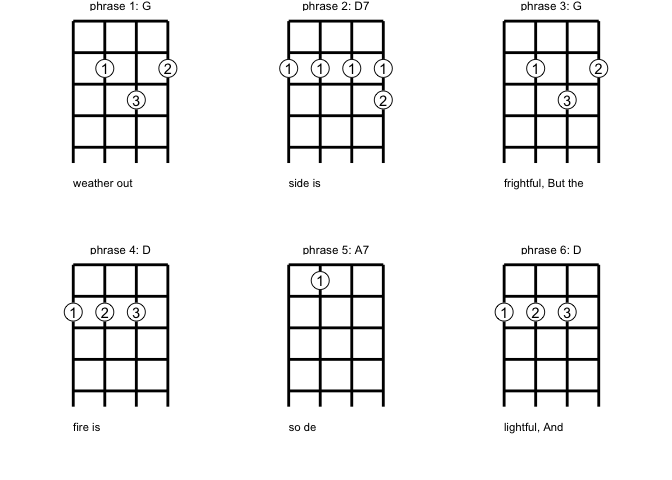 phrase 1: G
phrase 2: D7
phrase 3: G
1
2
3
1
1
1
1
2
1
2
3
weather out
side is
frightful, But the
phrase 4: D
phrase 5: A7
phrase 6: D
1
2
3
1
1
2
3
fire is
so de
lightful, And